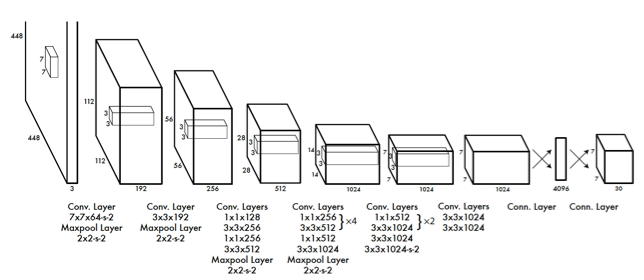 448
7
7
448
3
112
3
3
112
192
56
3
3
56
256
28
3
3
28
512
14
3
3
14
1024
7
3
3
7
1024
7
7
1024
4096
7
7
30
Conv. Layer
7x7x64-s-2
Maxpool Layer
2x2-s-2
Conv. Layer
3x3x192
Maxpool Layer
2x2-s-2
Conv. Layers
1x1x128
3x3x256
1x1x256
3x3x512
Maxpool Layer
2x2-s-2
Conv. Layers
1x1x256
3x3x512
×4
1x1x512
3x3x1024
Maxpool Layer
2x2-s-2
Conv. Layers
1x1x512
3x3x1024
×2
3x3x1024
3x3x1024-s-2
Conv. Layers
3x3x1024
3x3x1024
Conn. Layer
Conn. Layer